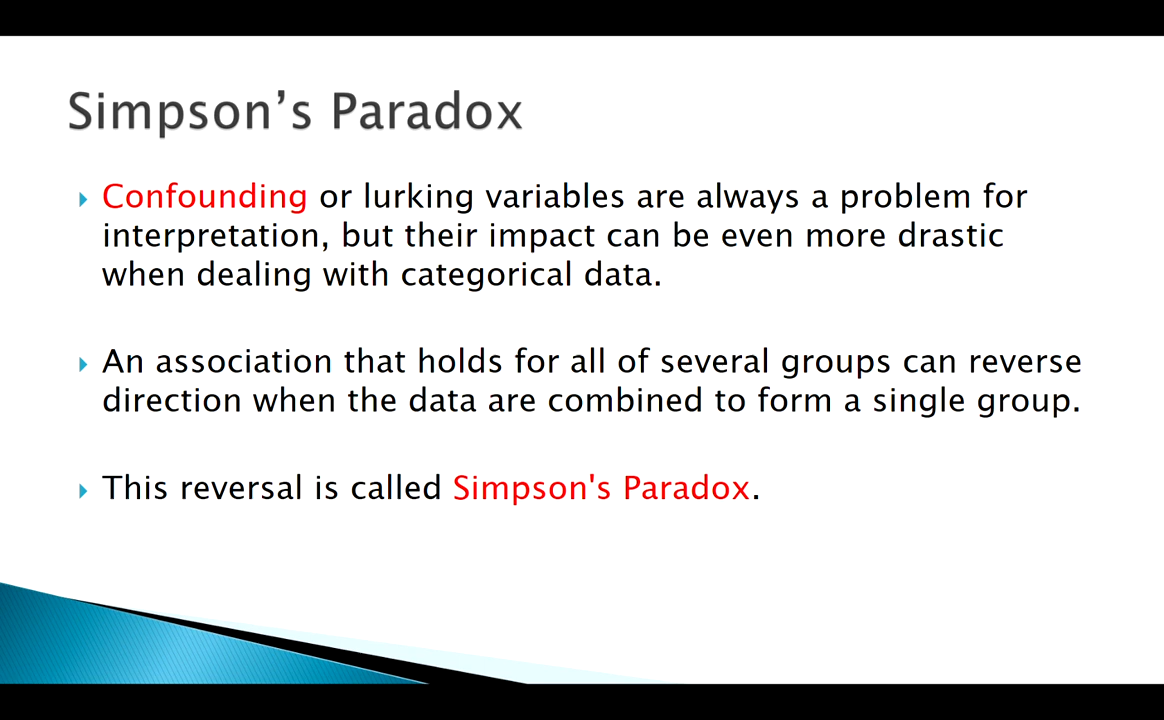 Simpson’s Paradox
Confounding or lurking variables are always a problem for
interpretation, but their impact can be even more drastic
when dealing with categorical data.
An association that holds for all of several groups can reverse
direction when the data are combined to form a single group.
This reversal is called Simpson's Paradox.